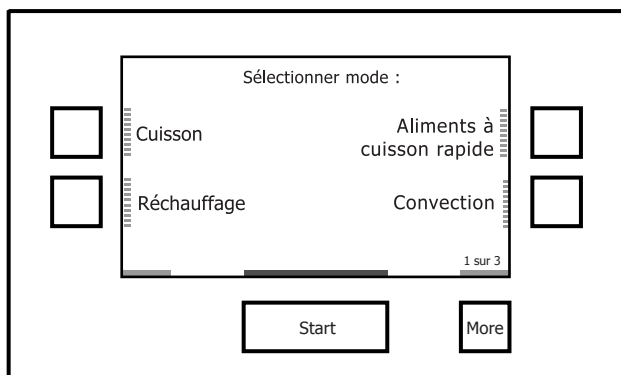 Sélectionner mode :
Cuisson
Aliments à
cuisson rapide
Réchauffage
Convection
1 sur 3
Start
More